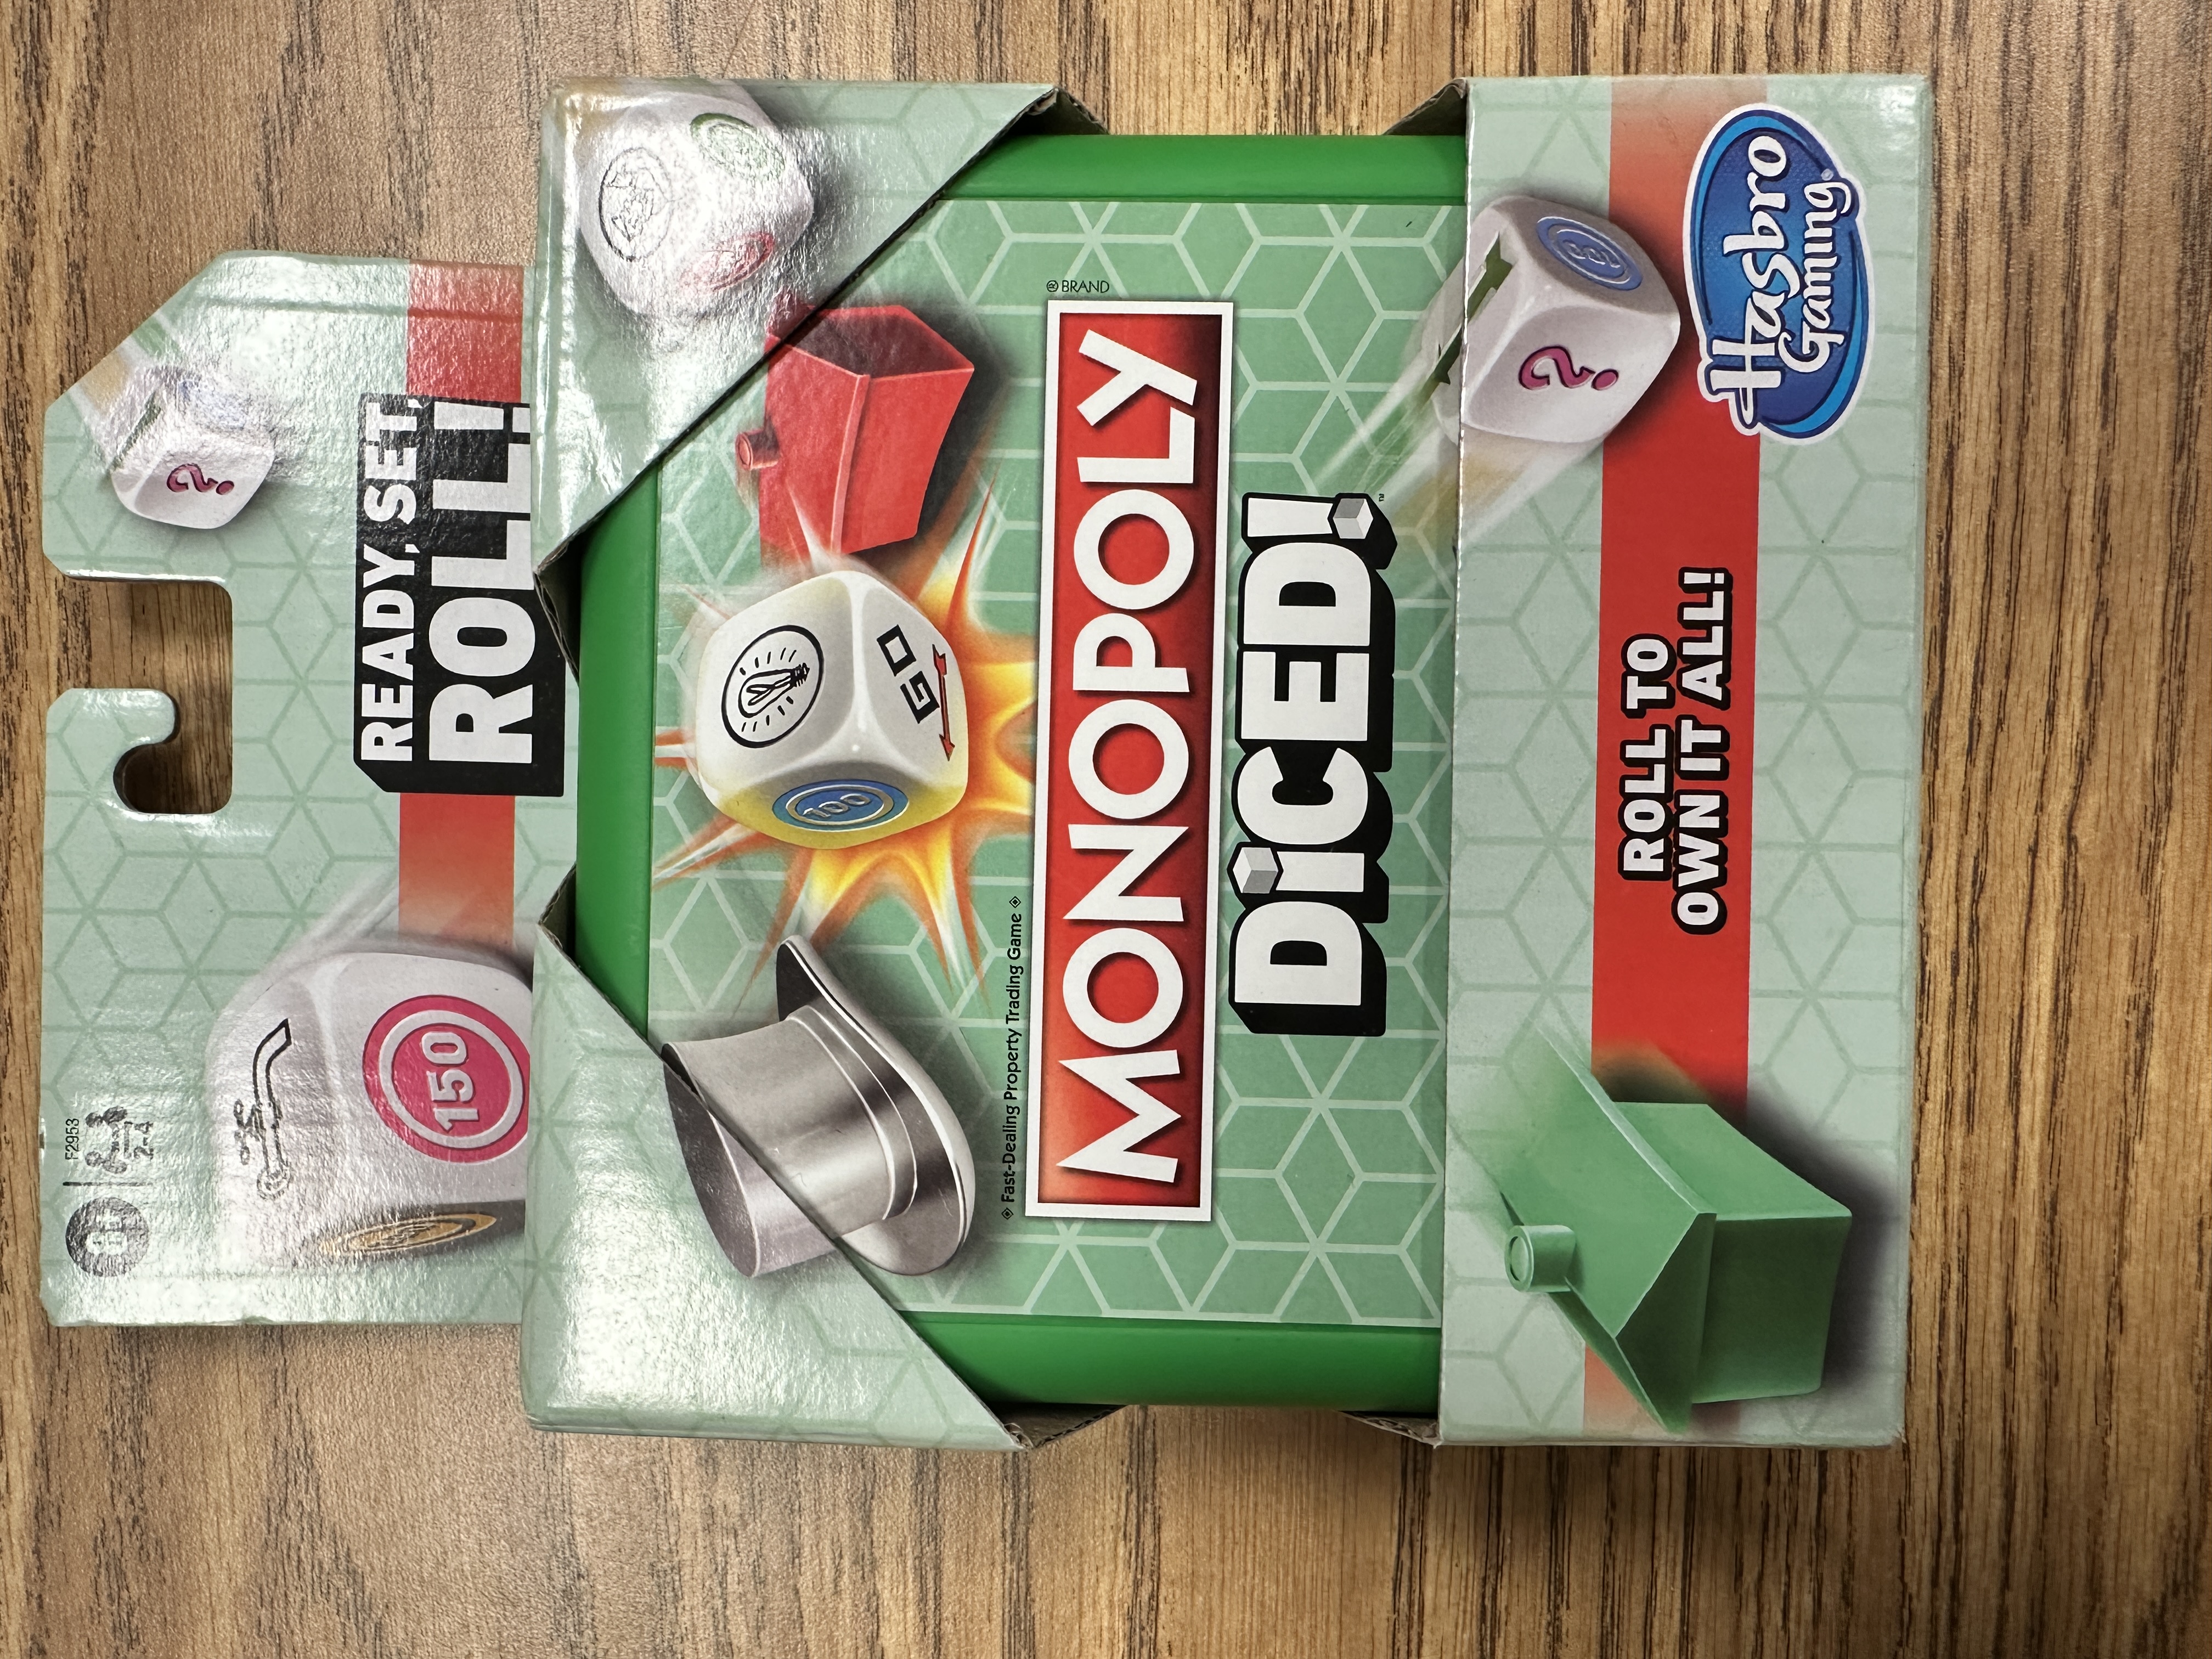 F2953
2-4
?
150
READY, SET,
ROLL!
100
GO
Fast-Dealing Property Trading Game
MONOPOLY
® BRAND
DiCED!
™
?
ROLL TO
OWN IT ALL!
Hasbro
Gaming®